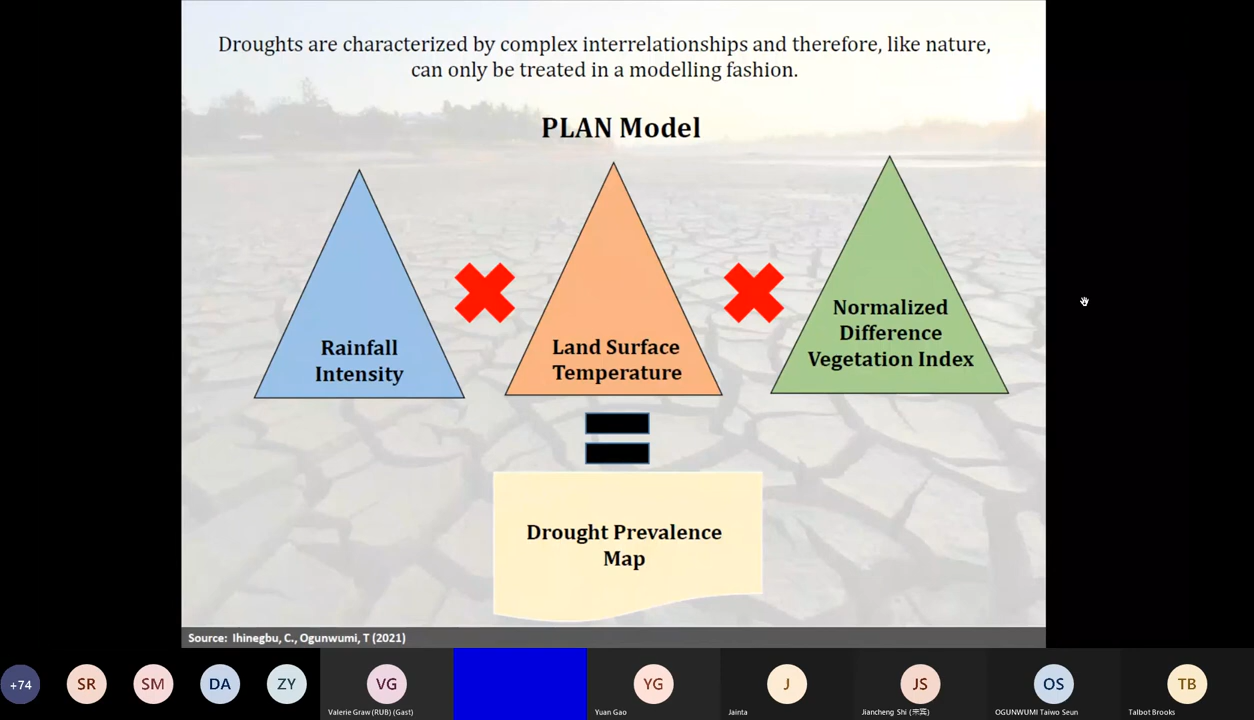 Droughts are characterized by complex interrelationships and therefore, like nature,
can only be treated in a modelling fashion.
PLAN Model
Rainfall
Intensity
Land Surface
Temperature
Normalized
Difference
Vegetation Index
Drought Prevalence
Map
Source: Ihinegbu, C., Ogunwumi, T (2021)
+74
SR
SM
DA
ZY
VG
YG
J
JS
OS
TB
Valerie Graw (RUB) (Gast)
Yuan Gao
Jainta
OGUNWUMI Taiwo Seun
Talbot Brooks